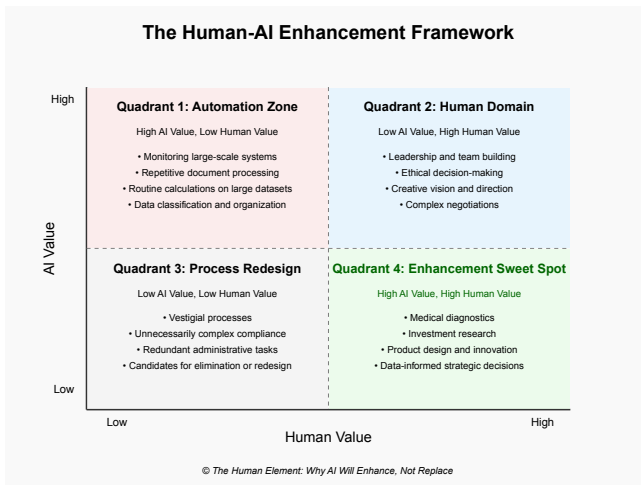 The Human-AI Enhancement Framework
High
AI Value
Low
Quadrant 1: Automation Zone
High AI Value, Low Human Value
• Monitoring large-scale systems
• Repetitive document processing
• Routine calculations on large datasets
• Data classification and organization
Quadrant 2: Human Domain
Low AI Value, High Human Value
• Leadership and team building
• Ethical decision-making
• Creative vision and direction
• Complex negotiations
Quadrant 3: Process Redesign
Low AI Value, Low Human Value
• Vestigial processes
• Unnecessarily complex compliance
• Redundant administrative tasks
• Candidates for elimination or redesign
Quadrant 4: Enhancement Sweet Spot
High AI Value, High Human Value
• Medical diagnostics
• Investment research
• Product design and innovation
• Data-informed strategic decisions
Low
High
Human Value
© The Human Element: Why AI Will Enhance, Not Replace